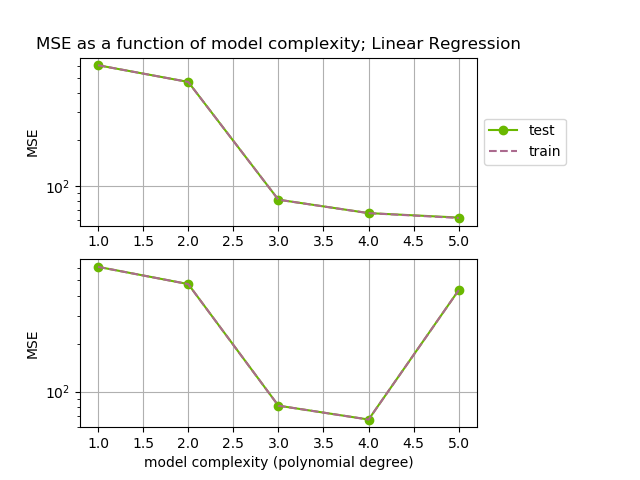 MSE as a function of model complexity; Linear Regression
MSE
10²
1.0 1.5 2.0 2.5 3.0 3.5 4.0 4.5 5.0
test
train
MSE
10²
1.0 1.5 2.0 2.5 3.0 3.5 4.0 4.5 5.0
model complexity (polynomial degree)